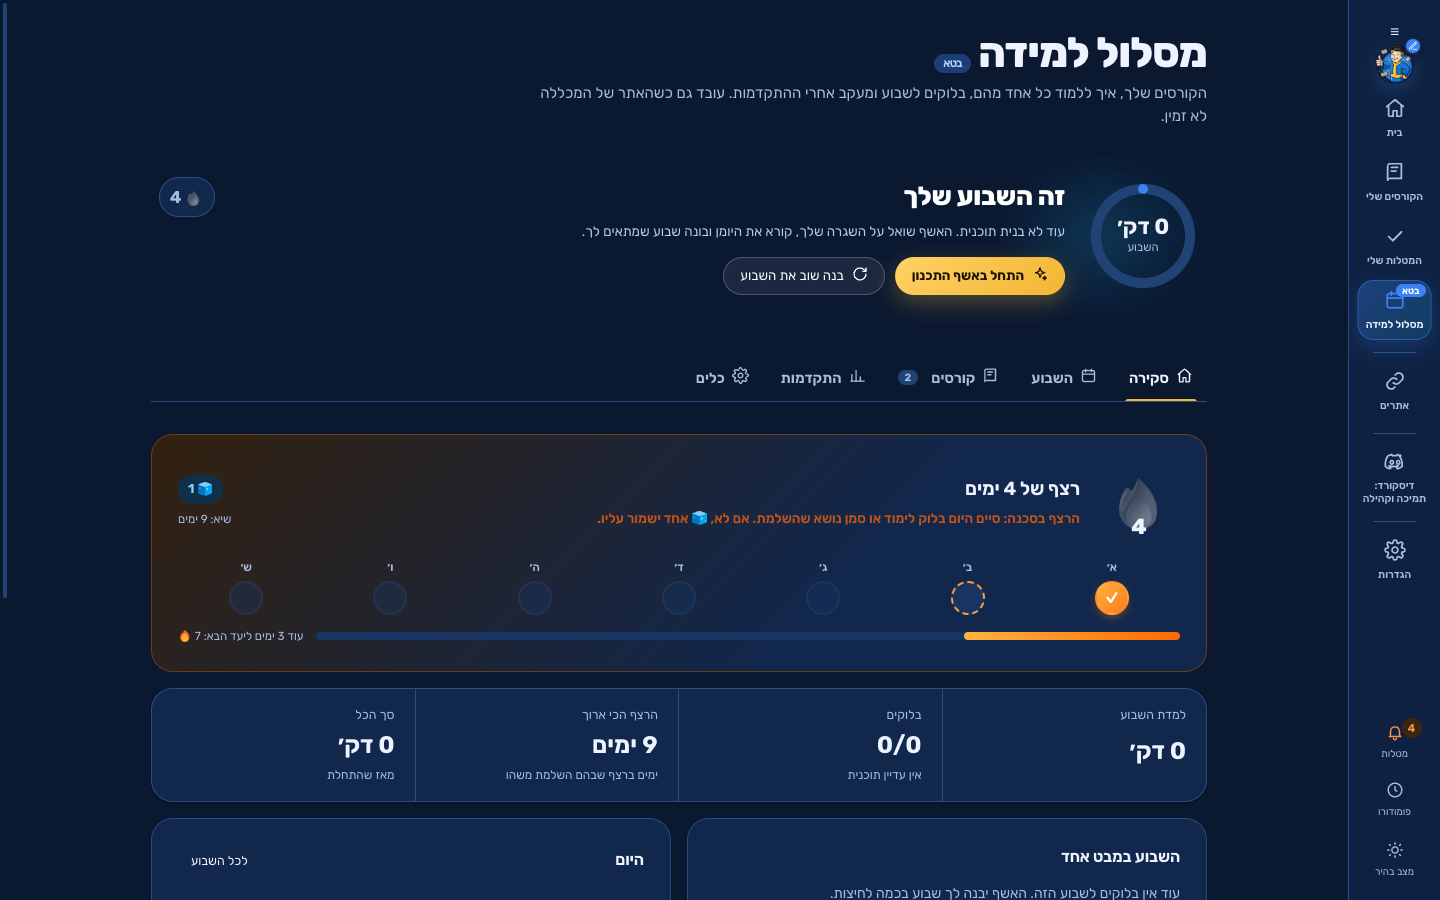 מסלול למידה בטא
הקורסים שלך, איך ללמוד כל אחד מהם, בלוקים לשבוע ומעקב אחרי ההתקדמות. עובד גם כשהאתר של המכללה
לא זמין.
זה השבוע שלך
עוד לא בנית תוכנית. האשף שואל על השגרה שלך, קורא את היומן ובונה שבוע שמתאים לך.
התחל באשף התכנון
בנה שוב את השבוע
0 דק׳
השבוע
4
סקירה
השבוע
קורסים 2
התקדמות
כלים
4
רצף של 4 ימים
הרצף בסכנה: סיים היום בלוק לימוד או סמן נושא שהשלמת. אם לא, 🧊 אחד ישמור עליו.
🧊 1
שיא: 9 ימים
א׳ ב׳ ג׳ ד׳ ה׳ ו׳ ש׳
עוד 3 ימים ליעד הבא: 7 🔥
למדת השבוע
0 דק׳
בלוקים
0/0
אין עדיין תוכנית
הרצף הכי ארוך
9 ימים
ימים ברצף שבהם השלמת משהו
סך הכל
0 דק׳
מאז שהתחלת
השבוע במבט אחד
עוד אין בלוקים לשבוע הזה. האשף יבנה לך שבוע בכמה לחיצות.
היום
לכל השבוע
בית
הקורסים שלי
המטלות שלי
בטא
מסלול למידה
אתרים
דיסקורד:
תמיכה וקהילה
הגדרות
4
מטלות
פומודורו
מצב בהיר